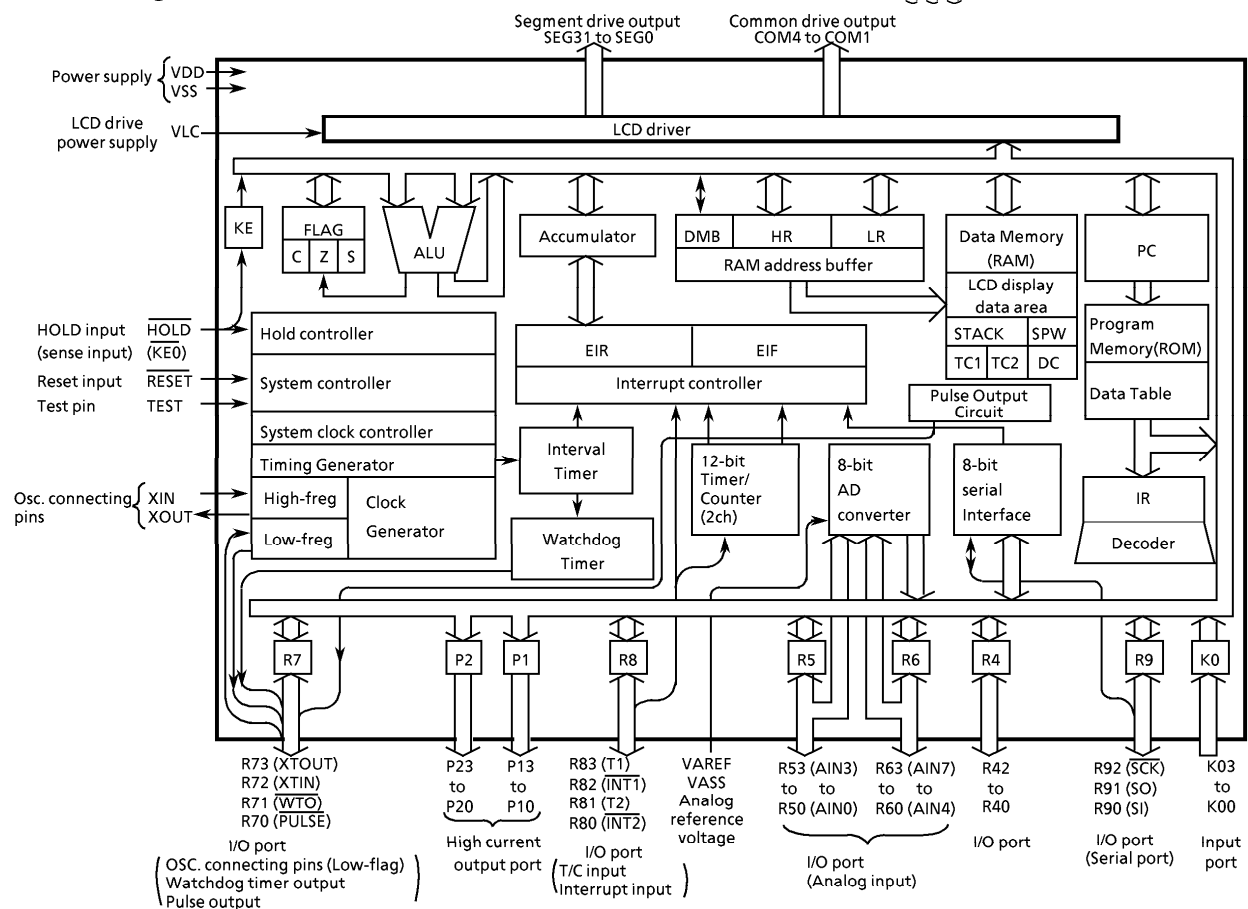 Segment drive output
SEG31 to SEG0
Common drive output
COM4 to COM1
Power supply
VDD
VSS
LCD drive
power supply
VLC
LCD driver
KE
FLAG
C Z S
ALU
Accumulator
DMB HR LR
RAM address buffer
Data Memory
(RAM)
LCD display
data area
STACK SPW
TC1 TC2 DC
PC
Program
Memory(ROM)
Data Table
HOLD input
(sense input)
HOLD
(KE0)
Reset input RESET
Test pin TEST
Hold controller
System controller
System clock controller
Timing Generator
High-freq
Low-freq
Clock
Generator
Osc. connecting
pins
XIN
XOUT
EIR EIF
Interrupt controller
Pulse Output
Circuit
Interval
Timer
Watchdog
Timer
12-bit
Timer/
Counter
(2ch)
8-bit
AD
converter
8-bit
serial
Interface
IR
Decoder
R7 P2 P1 R8 R5 R6 R4 R9 K0
R73 (XTOUT)
R72 (XTIN)
R71 (WTO)
R70 (PULSE)
I/O port
(OSC. connecting pins (Low-flag)
Watchdog timer output
Pulse output)
P23
to
P20
P13
to
P10
High current
output port
R83 (T1)
R82 (INT1)
R81 (T2)
R80 (INT2)
I/O port
(T/C input
Interrupt input)
VAREF
VASS
Analog
reference
voltage
R53 (AIN3)
to to
R50 (AIN0)
R63 (AIN7)
to to
R60 (AIN4)
I/O port
(Analog input)
R42
to
R40
I/O port
R92 (SCK)
R91 (SO)
R90 (SI)
I/O port
(Serial port)
K03
to
K00
Input
port